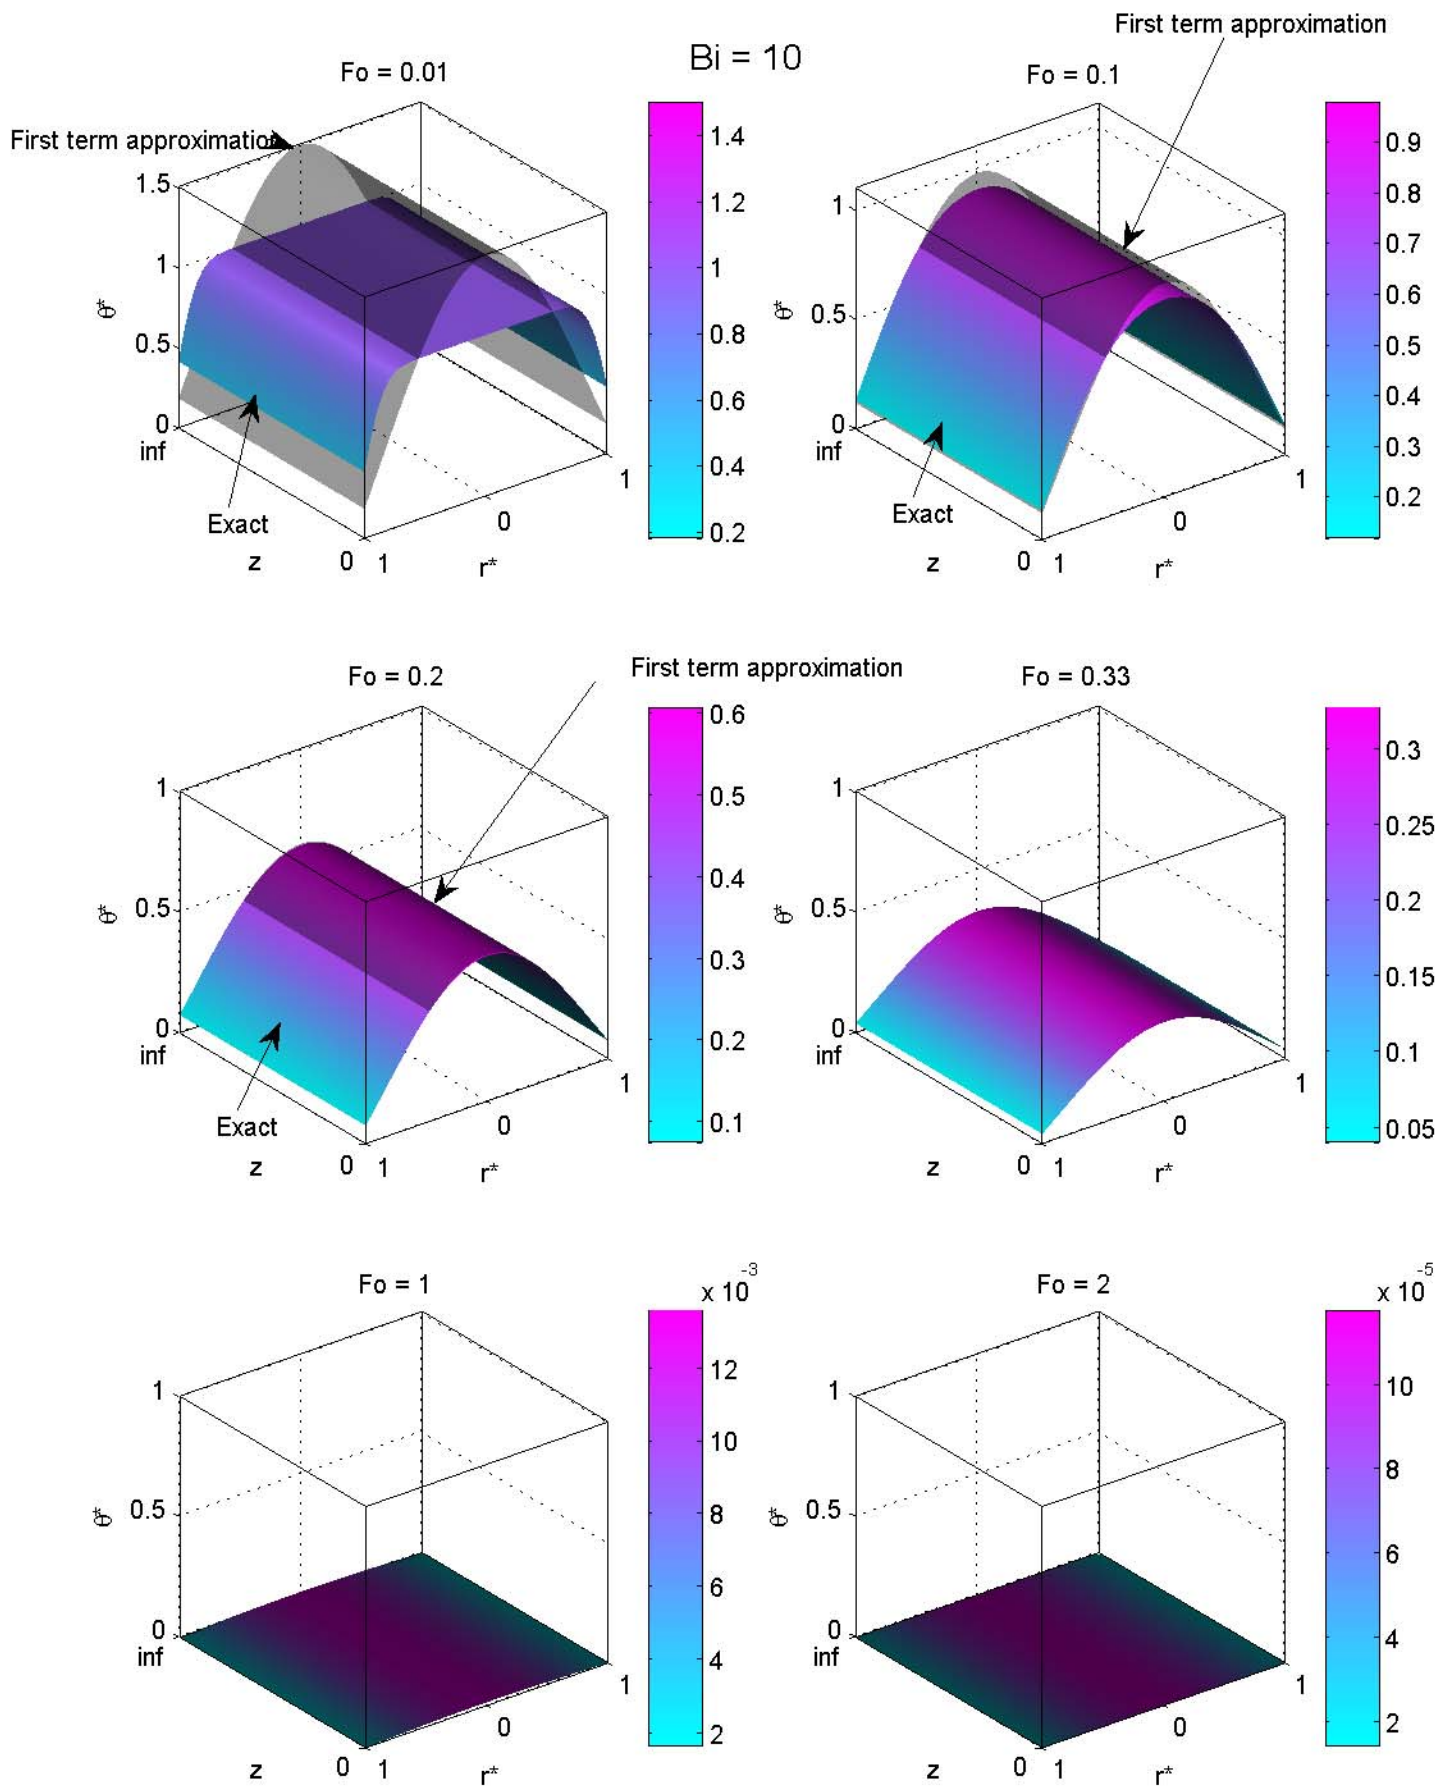 Bi = 10
First term approximation
Fo = 0.01
Fo = 0.1
First term approximation
1.5
1
0.5
0
inf
θ*
Exact
z
0
1
r*
0
1
1.4
1.2
1
0.8
0.6
0.4
0.2
1
0.5
0
inf
θ*
Exact
z
0
1
r*
0
1
0.9
0.8
0.7
0.6
0.5
0.4
0.3
0.2
Fo = 0.2
First term approximation
Fo = 0.33
1
0.5
0
inf
θ*
Exact
z
0
1
r*
0
1
0.6
0.5
0.4
0.3
0.2
0.1
1
0.5
0
inf
θ*
z
0
1
r*
0
1
0.3
0.25
0.2
0.15
0.1
0.05
Fo = 1
x 10^-3
Fo = 2
x 10^-5
1
0.5
0
inf
θ*
z
0
1
r*
0
1
12
10
8
6
4
2
1
0.5
0
inf
θ*
z
0
1
r*
0
1
10
8
6
4
2